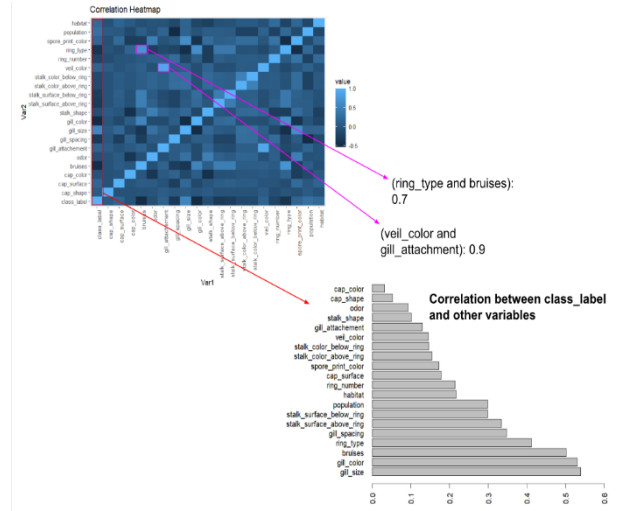 Correlation Heatmap
habitat
population
spore_print_color
ring_type
ring_number
veil_color
stalk_color_below_ring
stalk_color_above_ring
stalk_surface_below_ring
stalk_surface_above_ring
stalk_shape
gill_color
gill_size
gill_spacing
gill_attachement
odor
bruises
cap_color
cap_surface
cap_shape
class_label
Var2
class_label
cap_shape
cap_surface
cap_color
bruises
odor
gill_attachement
gill_spacing
gill_size
gill_color
stalk_shape
stalk_surface_above_ring
stalk_surface_below_ring
stalk_color_above_ring
stalk_color_below_ring
veil_color
ring_number
ring_type
spore_print_color
population
habitat
Var1
value
1.0
0.5
0.0
-0.5
(ring_type and bruises):
0.7
(veil_color and
gill_attachment): 0.9
Correlation between class_label
and other variables
cap_color
cap_shape
odor
stalk_shape
gill_attachement
veil_color
stalk_color_below_ring
stalk_color_above_ring
spore_print_color
cap_surface
ring_number
habitat
population
stalk_surface_below_ring
stalk_surface_above_ring
gill_spacing
ring_type
bruises
gill_color
gill_size
0.0
0.1
0.2
0.3
0.4
0.5
0.6